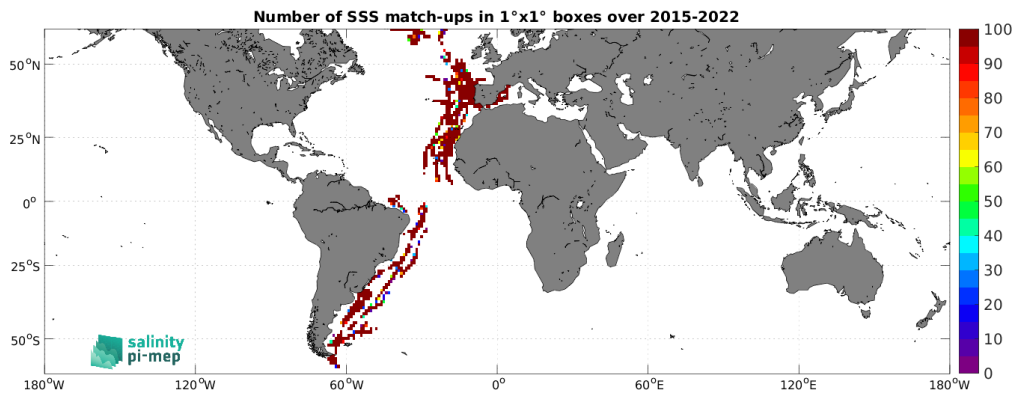 Number of SSS match-ups in 1°x1° boxes over 2015-2022
50°N
25°N
0°
25°S
50°S
180°W
120°W
60°W
0°
60°E
120°E
180°W
100
90
80
70
60
50
40
30
20
10
0
salinity
pi-mep